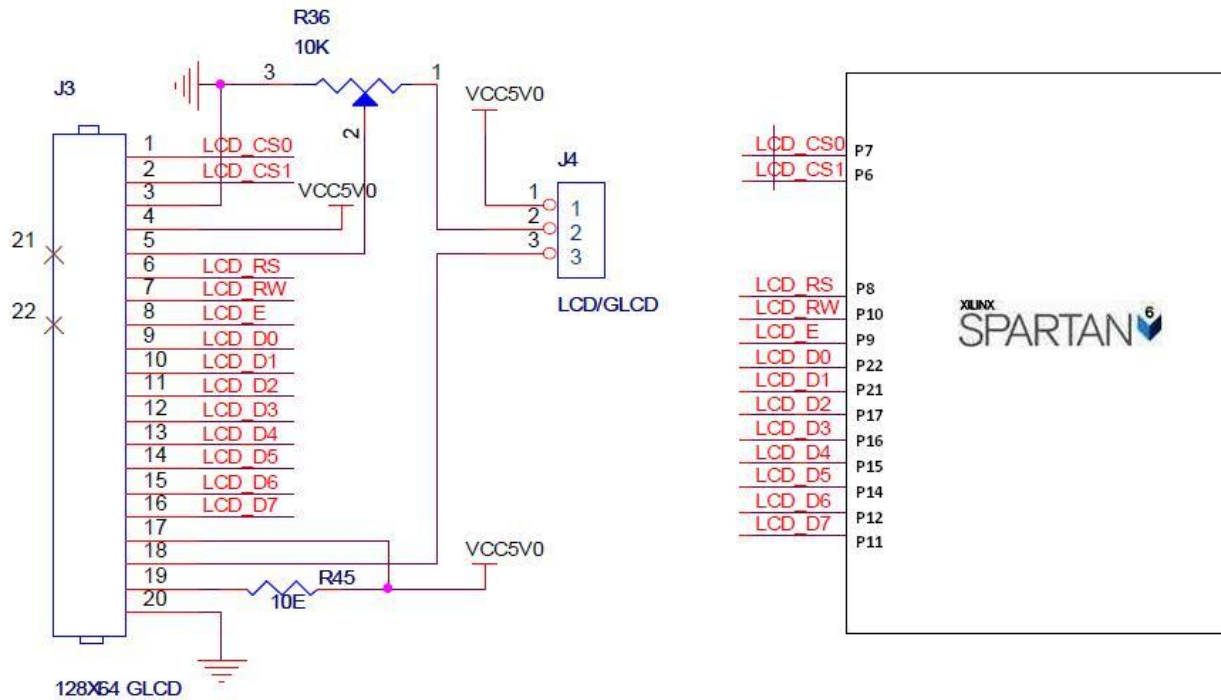 R36
10K
J3
3
1
2
VCC5V0
J4
1 LCD_CS0
2 LCD_CS1
3
4 VCC5V0
5
6 LCD_RS
7 LCD_RW
8 LCD_E
9 LCD_D0
10 LCD_D1
11 LCD_D2
12 LCD_D3
13 LCD_D4
14 LCD_D5
15 LCD_D6
16 LCD_D7
17
18
19
20
21
22
1 1
2 2
3 3
LCD/GLCD
VCC5V0
R45
10E
128X64 GLCD
LCD_CS0 P7
LCD_CS1 P6
LCD_RS P8
LCD_RW P10
LCD_E P9
LCD_D0 P22
LCD_D1 P21
LCD_D2 P17
LCD_D3 P16
LCD_D4 P15
LCD_D5 P14
LCD_D6 P12
LCD_D7 P11
XILINX
SPARTAN 6